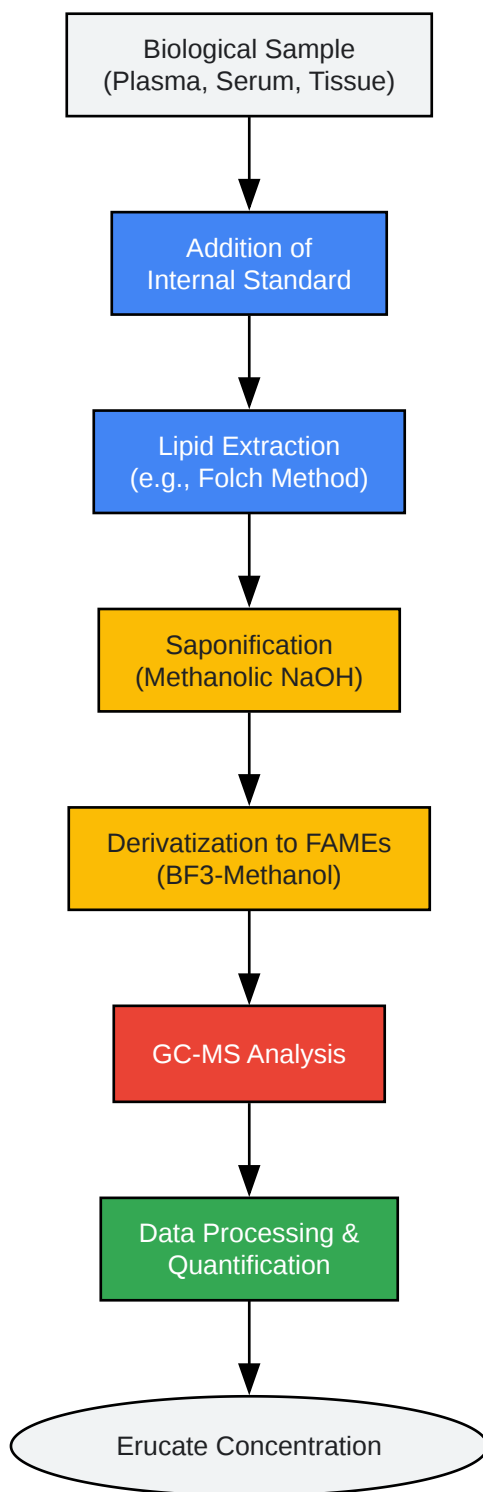 Biological Sample
(Plasma, Serum, Tissue)
Addition of
Internal Standard
Lipid Extraction
(e.g., Folch Method)
Saponification
(Methanolic NaOH)
Derivatization to FAMEs
(BF3-Methanol)
GC-MS Analysis
Data Processing &
Quantification
Erucate Concentration